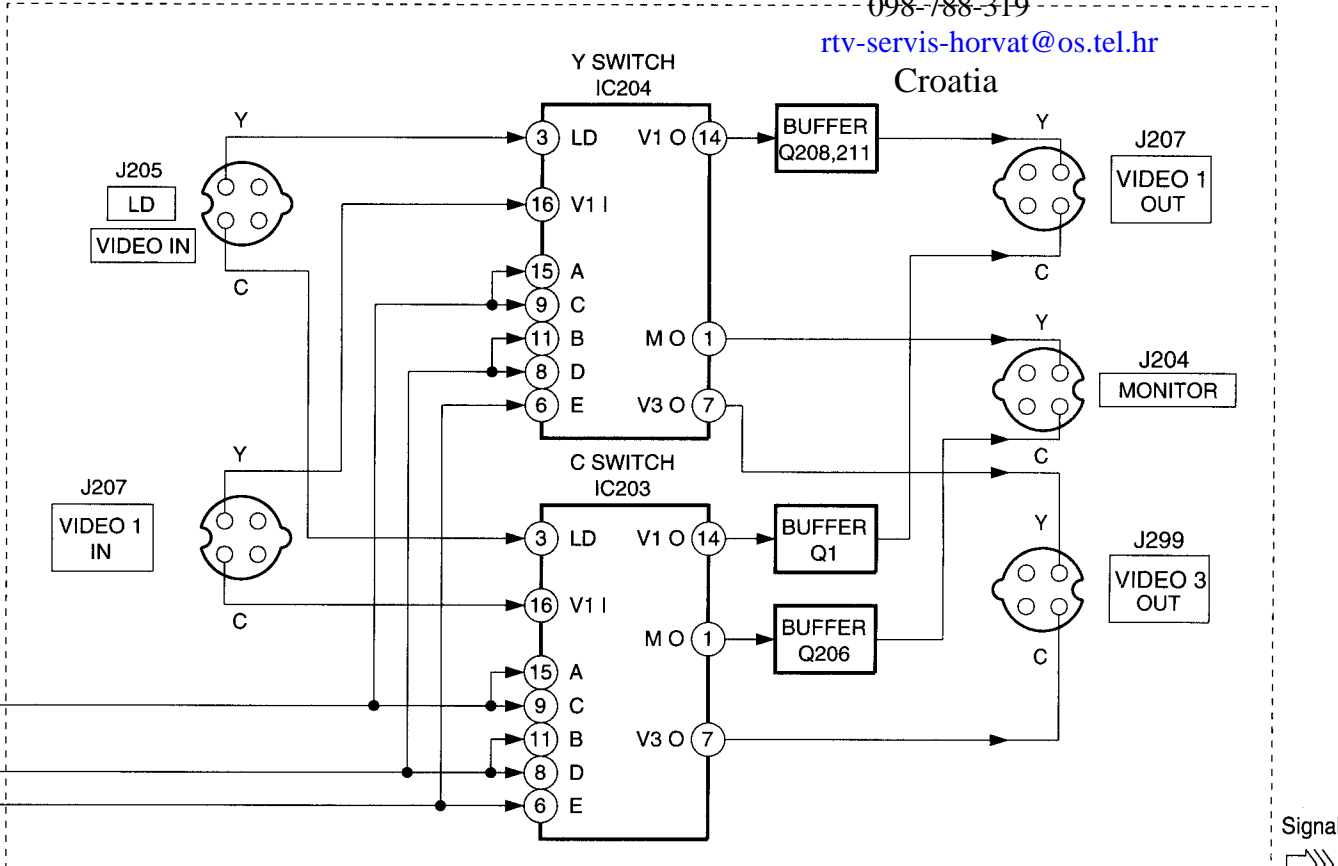 098-788-319
rtv-servis-horvat@os.tel.hr
Croatia
Y SWITCH
IC204
Y
3 LD
V1 O 14
BUFFER
Q208,211
Y
J207
VIDEO 1
OUT
J205
LD
VIDEO IN
16 V1 I
C
15 A
9 C
11 B
8 D
6 E
M O 1
V3 O 7
C
Y
J204
MONITOR
C
Y
J207
VIDEO 1
IN
C
C SWITCH
IC203
3 LD
V1 O 14
BUFFER
Q1
16 V1 I
M O 1
BUFFER
Q206
15 A
9 C
11 B
8 D
6 E
V3 O 7
Y
J299
VIDEO 3
OUT
C
Signal